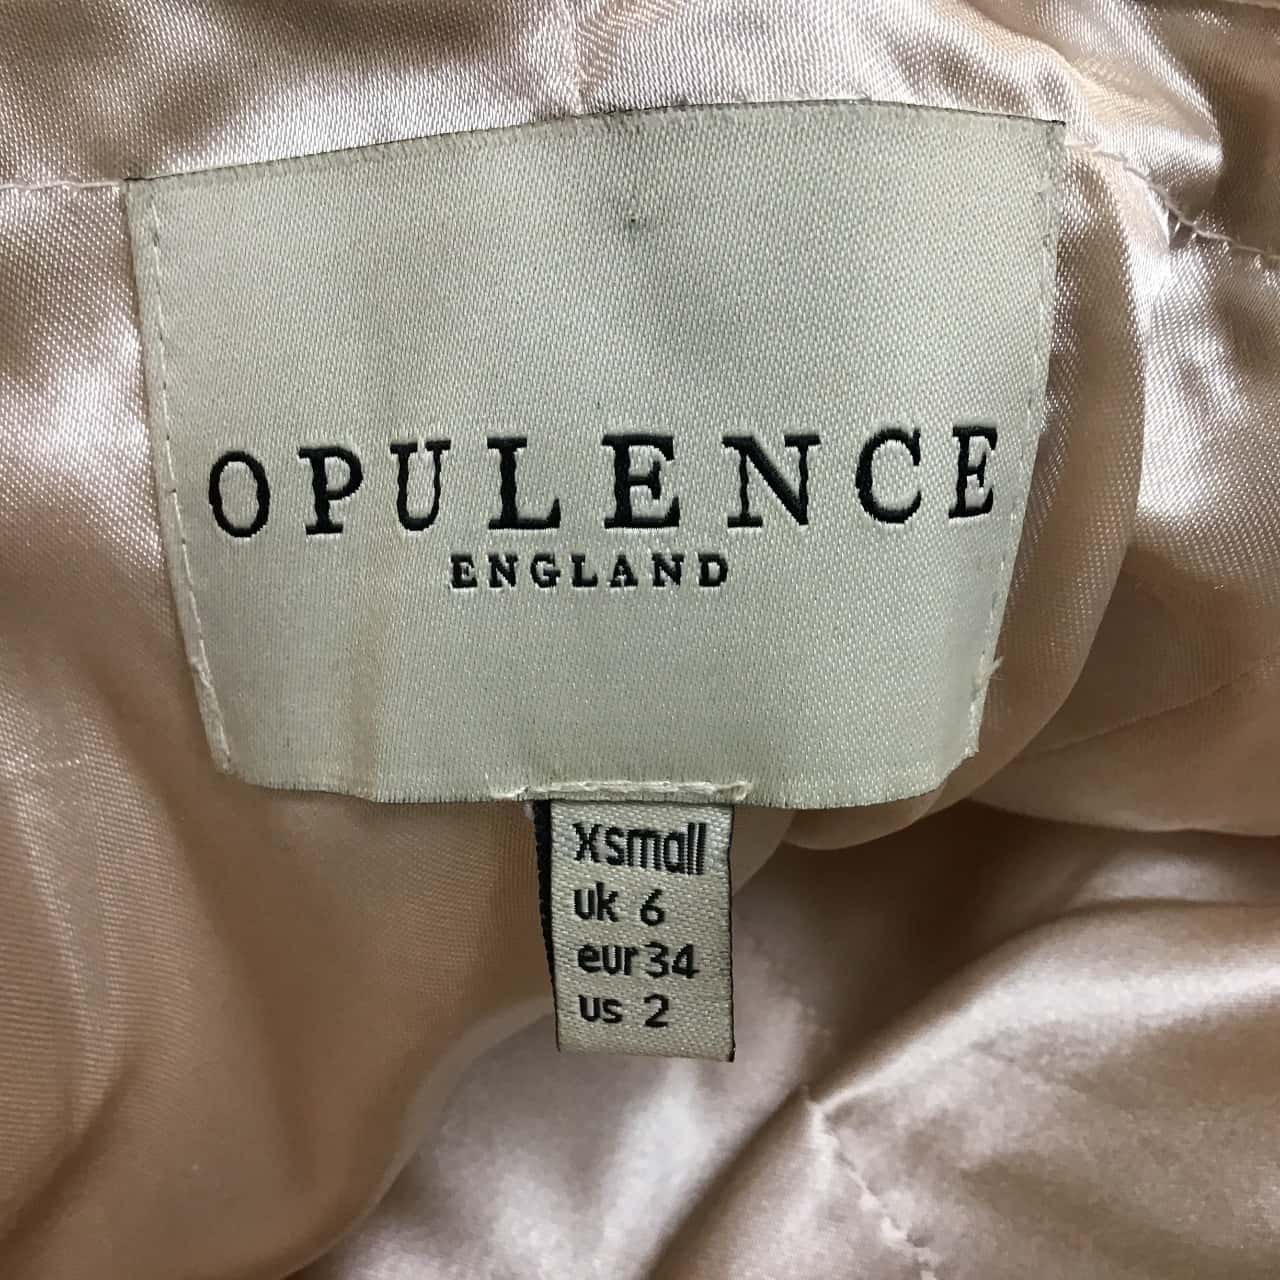 OPULENCE
ENGLAND
Xsmall
uk 6
eur 34
us 2